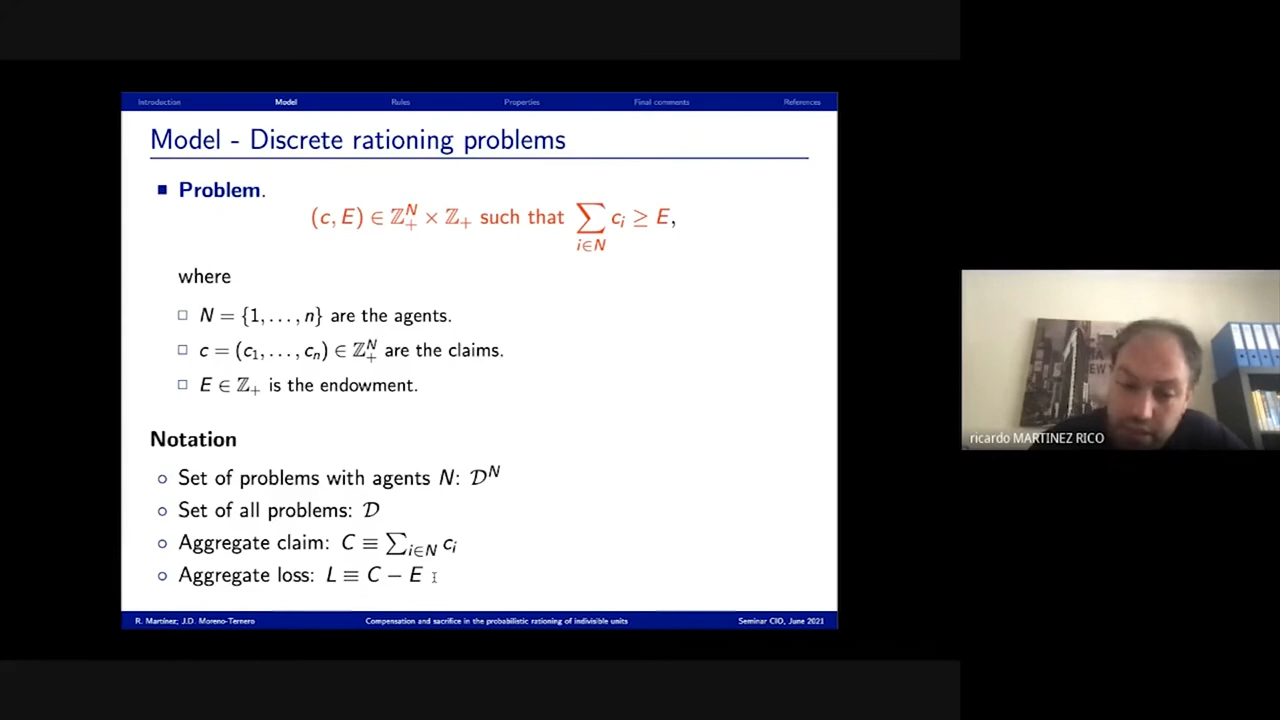 Introduction Model Rules Properties Final comments References
Model - Discrete rationing problems
Problem.
(c, E) ∈ ℤ₊ᴺ × ℤ₊ such that ∑_{i∈N} c_i ≥ E,
where
N = {1, . . . , n} are the agents.
c = (c₁, . . . , cₙ) ∈ ℤ₊ᴺ are the claims.
E ∈ ℤ₊ is the endowment.
Notation
Set of problems with agents N: 𝒟ᴺ
Set of all problems: 𝒟
Aggregate claim: C ≡ ∑_{i∈N} c_i
Aggregate loss: L ≡ C − E
R. Martínez; J.D. Moreno-Ternero Compensation and sacrifice in the probabilistic rationing of indivisible units Seminar CIO, June 2021
ricardo MARTINEZ RICO